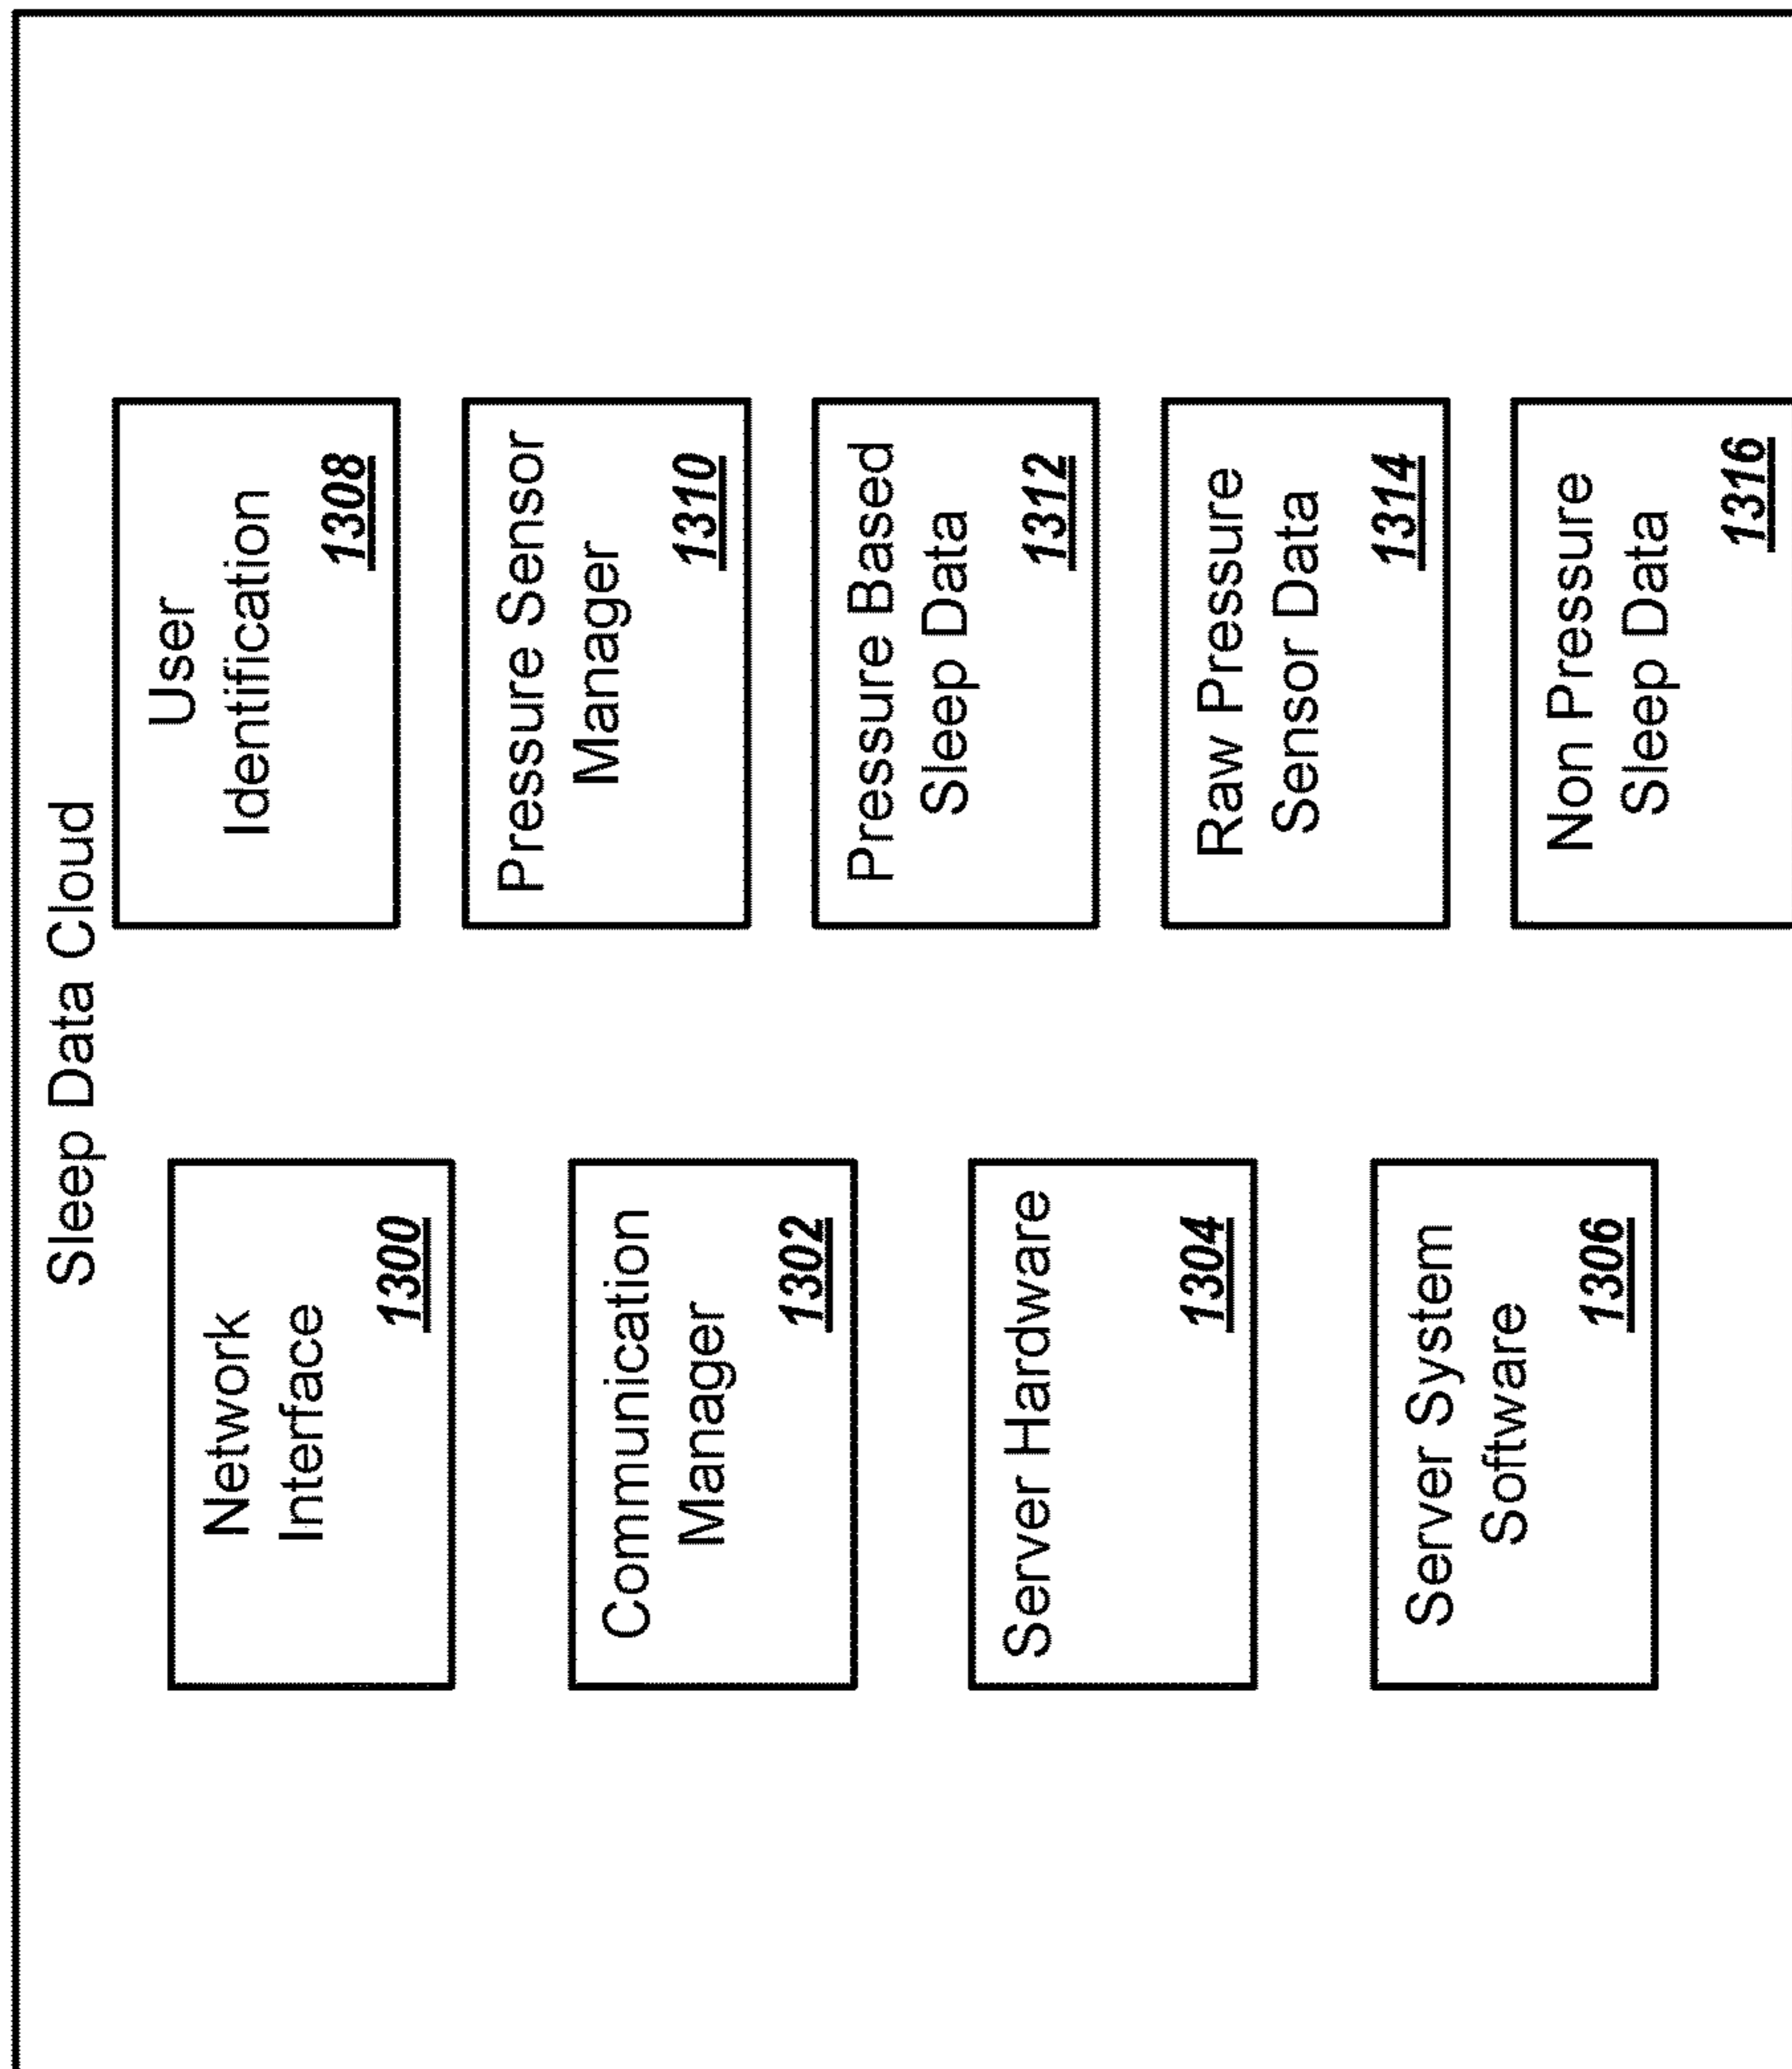 Sleep Data Cloud
Network
Interface
1300
Communication
Manager
1302
Server Hardware
1304
Server System
Software
1306
User
Identification
1308
Pressure Sensor
Manager
1310
Pressure Based
Sleep Data
1312
Raw Pressure
Sensor Data
1314
Non Pressure
Sleep Data
1316